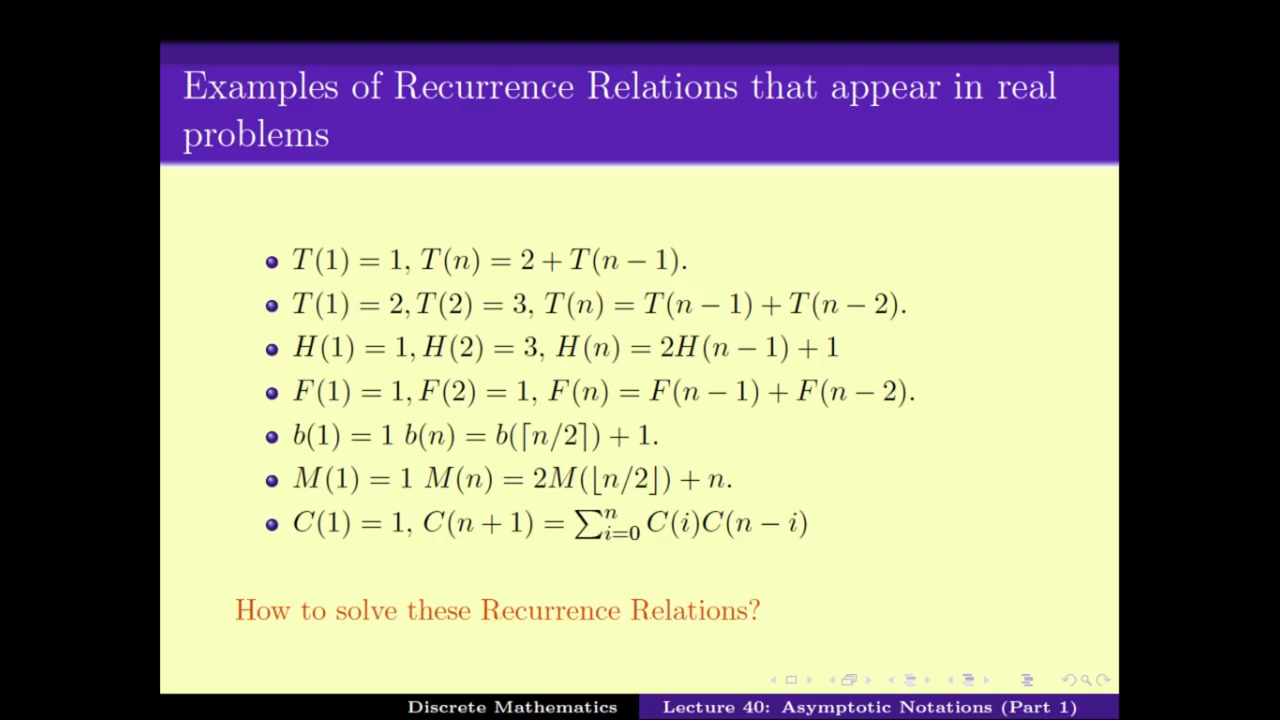 Examples of Recurrence Relations that appear in real
problems
T(1) = 1, T(n) = 2 + T(n − 1).
T(1) = 2, T(2) = 3, T(n) = T(n − 1) + T(n − 2).
H(1) = 1, H(2) = 3, H(n) = 2H(n − 1) + 1
F(1) = 1, F(2) = 1, F(n) = F(n − 1) + F(n − 2).
b(1) = 1 b(n) = b(⌈n/2⌉) + 1.
M(1) = 1 M(n) = 2M(⌊n/2⌋) + n.
C(1) = 1, C(n + 1) = ∑ⁿᵢ₌₀ C(i)C(n − i)
How to solve these Recurrence Relations?
Discrete Mathematics Lecture 40: Asymptotic Notations (Part 1)